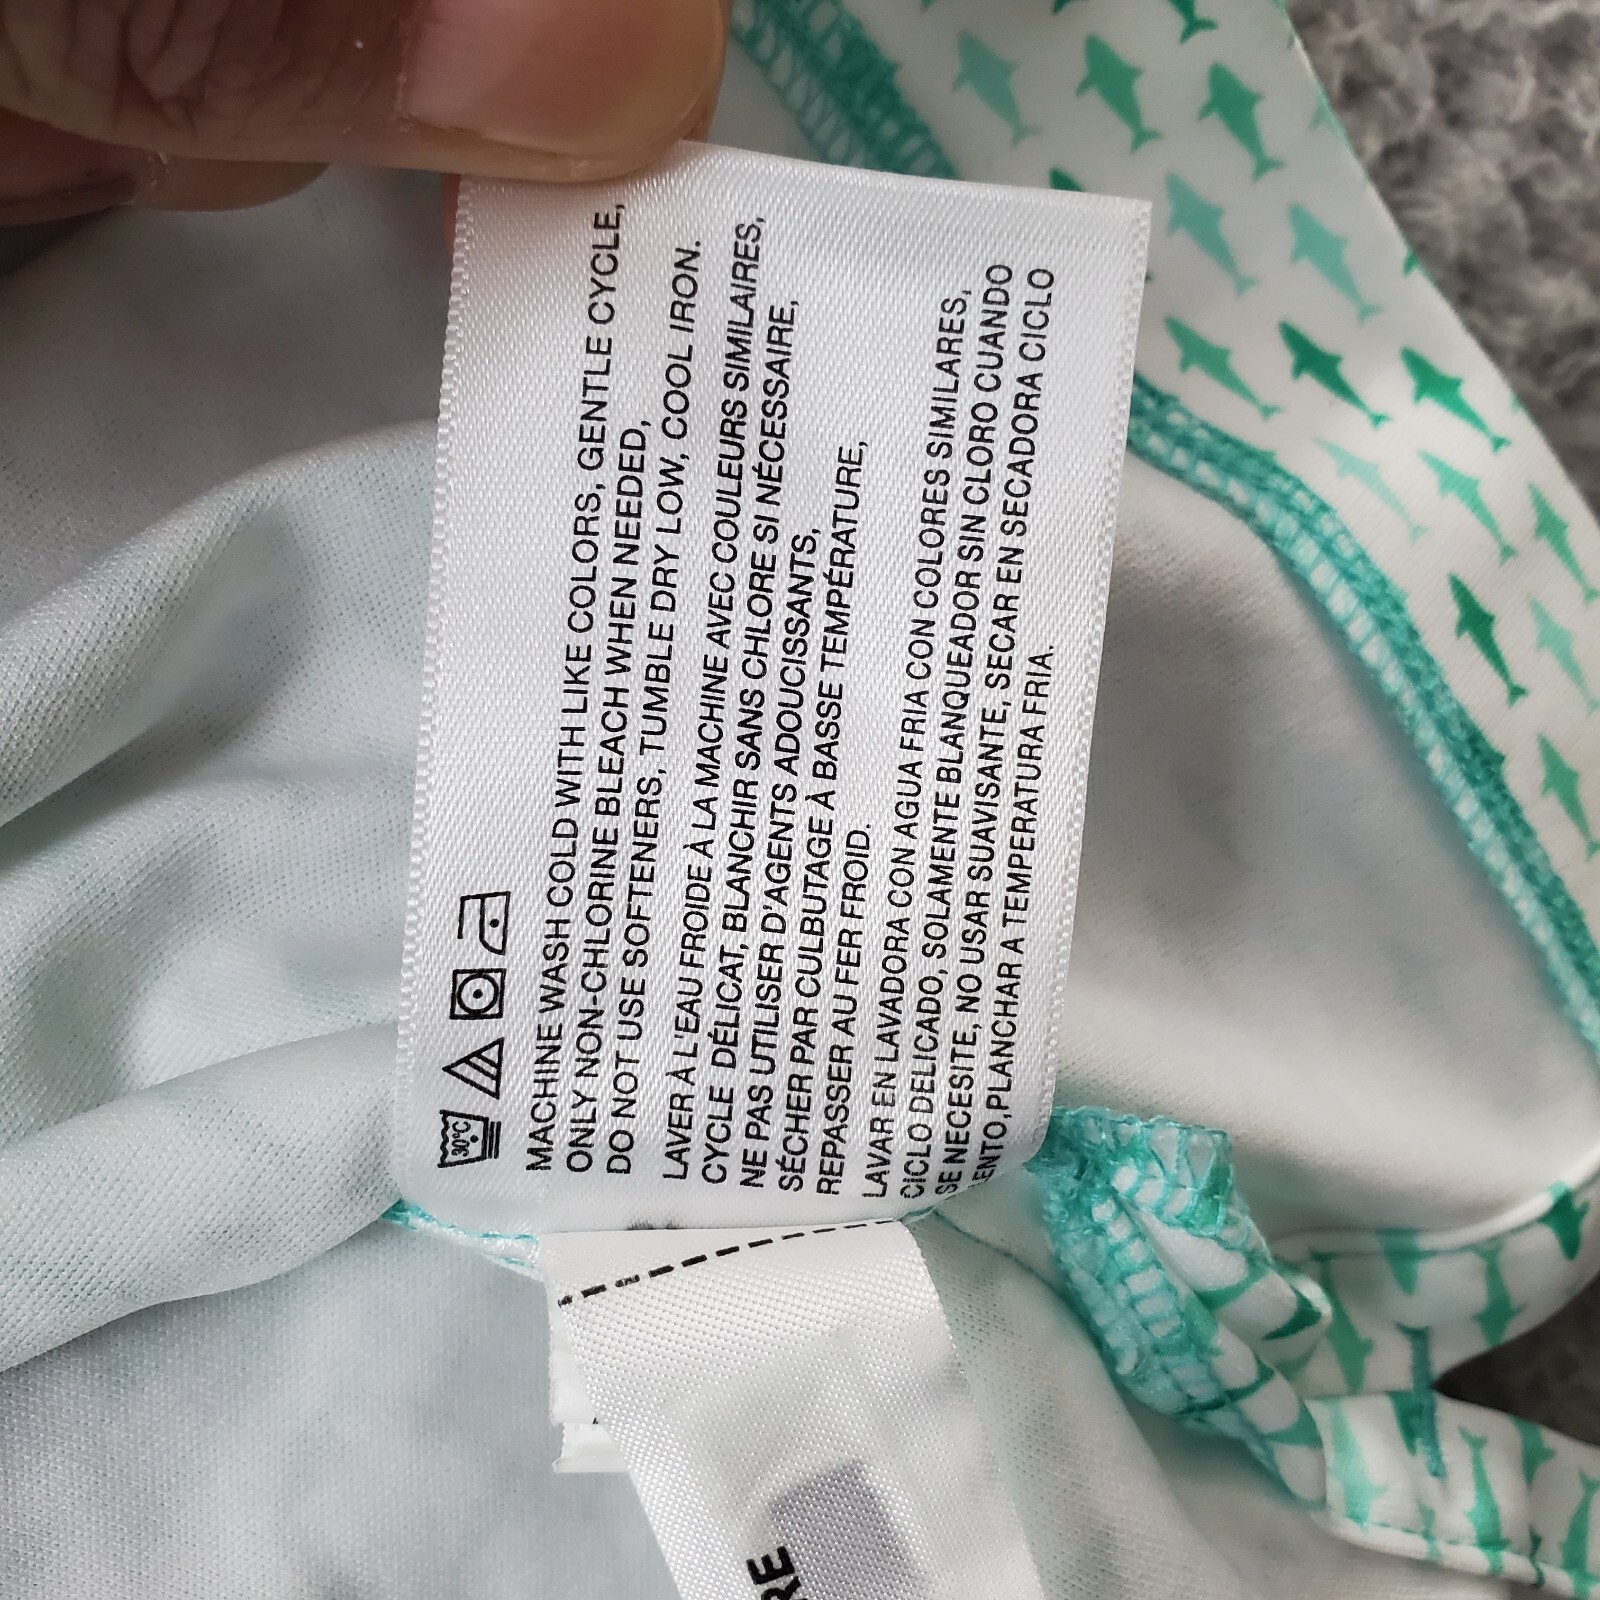 30°C
MACHINE WASH COLD WITH LIKE COLORS, GENTLE CYCLE,
ONLY NON-CHLORINE BLEACH WHEN NEEDED,
DO NOT USE SOFTENERS, TUMBLE DRY LOW, COOL IRON.
LAVER À L'EAU FROIDE À LA MACHINE AVEC COULEURS SIMILAIRES,
CYCLE DÉLICAT, BLANCHIR SANS CHLORE SI NÉCESSAIRE,
NE PAS UTILISER D'AGENTS ADOUCISSANTS,
SÉCHER PAR CULBUTAGE À BASSE TEMPÉRATURE,
REPASSER AU FER FROID.
LAVAR EN LAVADORA CON AGUA FRIA CON COLORES SIMILARES,
CICLO DELICADO, SOLAMENTE BLANQUEADOR SIN CLORO CUANDO
SE NECESITE, NO USAR SUAVISANTE, SECAR EN SECADORA CICLO
LENTO, PLANCHAR A TEMPERATURA FRIA.
RE